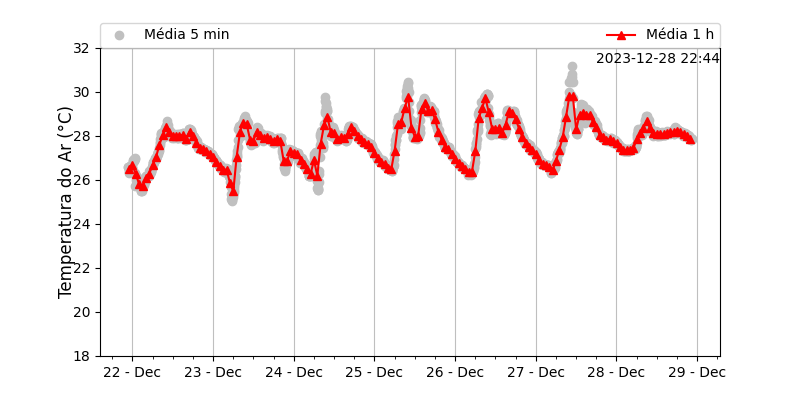 Média 5 min
Média 1 h
2023-12-28 22:44
Temperatura do Ar (°C)
32
30
28
26
24
22
20
18
22 - Dec
23 - Dec
24 - Dec
25 - Dec
26 - Dec
27 - Dec
28 - Dec
29 - Dec